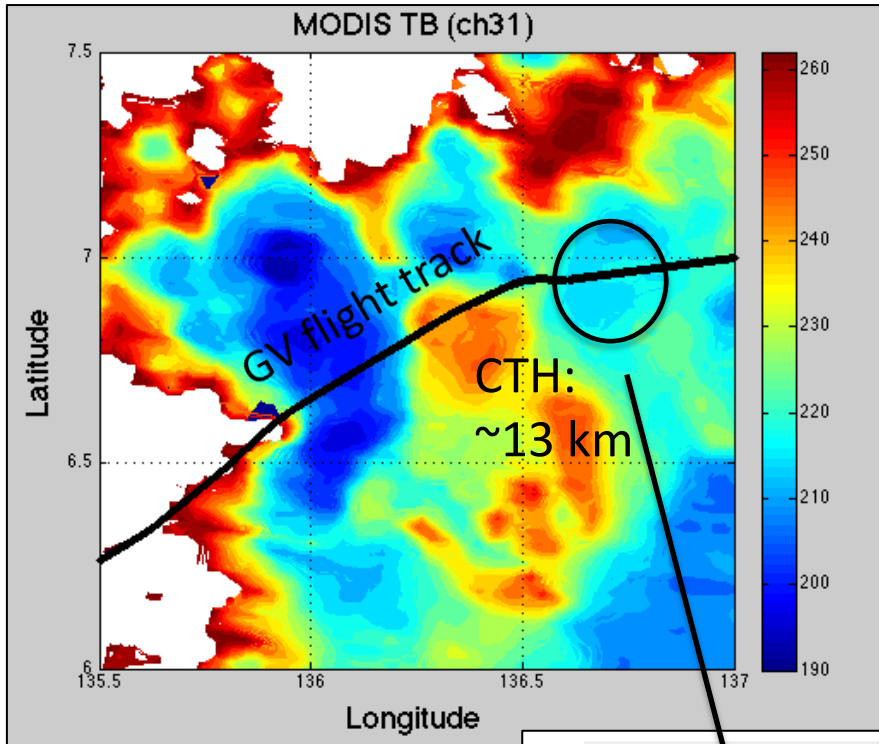 MODIS TB (ch31)
7.5
7
6.5
6
Latitude
135.5
136
136.5
137
Longitude
260
250
240
230
220
210
200
190
GV flight track
CTH:
~13 km